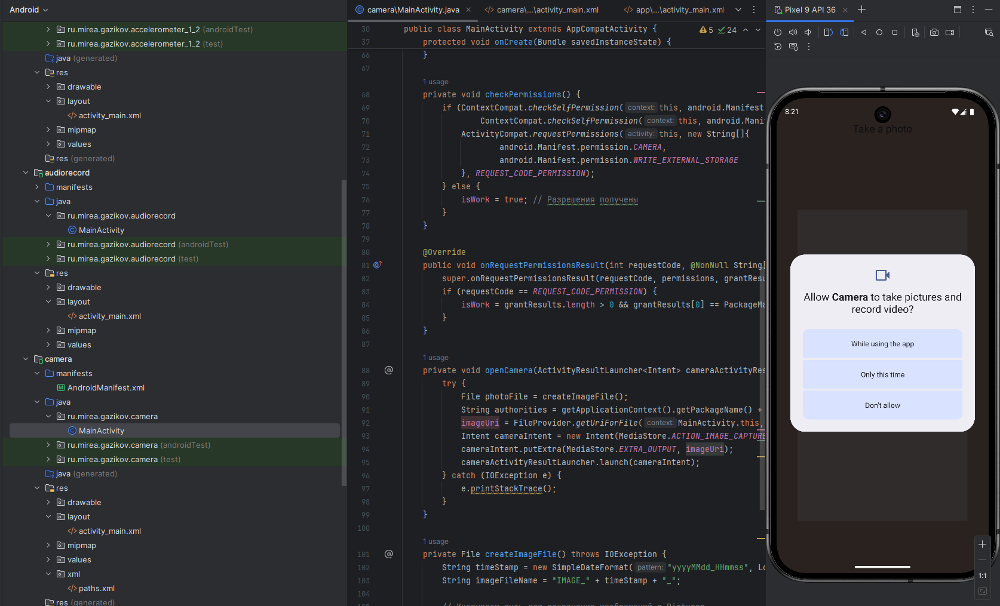 Android
ru.mirea.gazikov.accelerometer_1_2 (androidTest)
ru.mirea.gazikov.accelerometer_1_2 (test)
java (generated)
res
drawable
layout
</> activity_main.xml
mipmap
values
res (generated)
audiorecord
manifests
java
ru.mirea.gazikov.audiorecord
MainActivity
ru.mirea.gazikov.audiorecord (androidTest)
ru.mirea.gazikov.audiorecord (test)
res
drawable
layout
</> activity_main.xml
mipmap
values
camera
manifests
AndroidManifest.xml
java
ru.mirea.gazikov.camera
MainActivity
ru.mirea.gazikov.camera (androidTest)
ru.mirea.gazikov.camera (test)
java (generated)
res
drawable
layout
</> activity_main.xml
mipmap
values
xml
</> paths.xml
res (generated)
camera\MainActivity.java </> camera\...\activity_main.xml </> app\...\activity_main.xml
5 24
30 public class MainActivity extends AppCompatActivity {
37 protected void onCreate(Bundle savedInstanceState) {
66 }
67
1 usage
68 private void checkPermissions() {
69 if (ContextCompat.checkSelfPermission( context: this, android.Manifest
70 ContextCompat.checkSelfPermission( context: this, android.Mani
71 ActivityCompat.requestPermissions( activity: this, new String[]{
72 android.Manifest.permission.CAMERA,
73 android.Manifest.permission.WRITE_EXTERNAL_STORAGE
74 }, REQUEST_CODE_PERMISSION);
75 } else {
76 isWork = true; // Разрешения получены
77 }
78 }
79
80 @Override
81 public void onRequestPermissionsResult(int requestCode, @NonNull String[
82 super.onRequestPermissionsResult(requestCode, permissions, grantResu
83 if (requestCode == REQUEST_CODE_PERMISSION) {
84 isWork = grantResults.length > 0 && grantResults[0] == PackageMa
85 }
86 }
87
1 usage
88 @ private void openCamera(ActivityResultLauncher<Intent> cameraActivityRes
89 try {
90 File photoFile = createImageFile();
91 String authorities = getApplicationContext().getPackageName() +
92 imageUri = FileProvider.getUriForFile( context: MainActivity.this,
93 Intent cameraIntent = new Intent(MediaStore.ACTION_IMAGE_CAPTURE
94 cameraIntent.putExtra(MediaStore.EXTRA_OUTPUT, imageUri);
95 cameraActivityResultLauncher.launch(cameraIntent);
96 } catch (IOException e) {
97 e.printStackTrace();
98 }
99 }
100
1 usage
101 @ private File createImageFile() throws IOException {
102 String timeStamp = new SimpleDateFormat( pattern: "yyyyMMdd_HHmmss", Lo
103 String imageFileName = "IMAGE_" + timeStamp + "_";
104
Pixel 9 API 36
8:21
Take a photo
Allow Camera to take pictures and
record video?
While using the app
Only this time
Don't allow
1:1